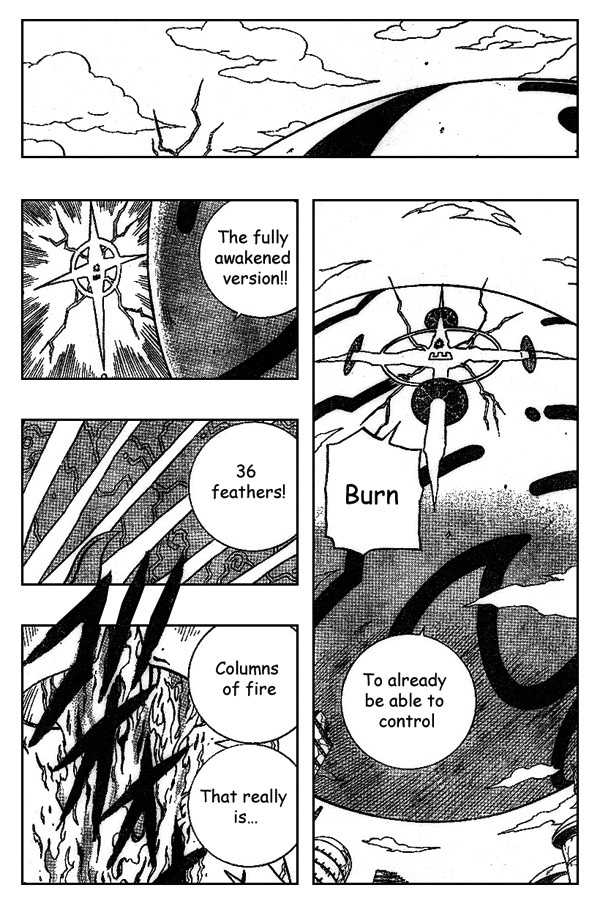 Burn
To already
be able to
control
The fully
awakened
version!!
36
feathers!
Columns
of fire
That really
is...